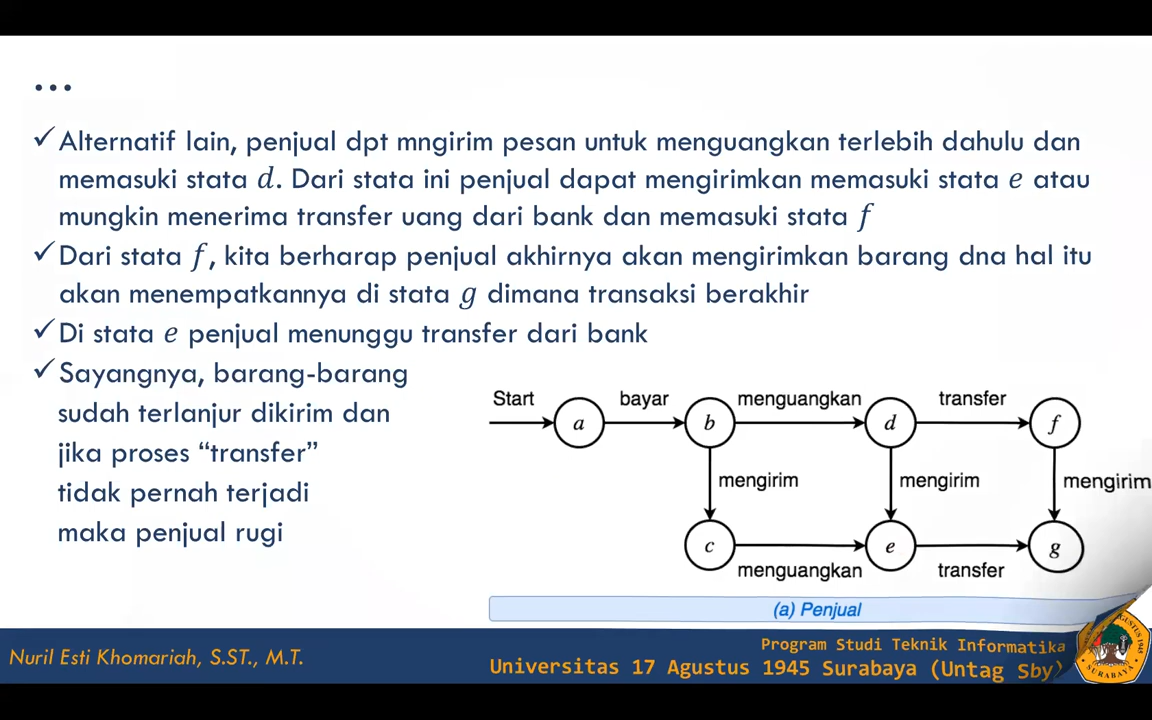 ...
✓Alternatif lain, penjual dpt mngirim pesan untuk menguangkan terlebih dahulu dan
memasuki stata d. Dari stata ini penjual dapat mengirimkan memasuki stata e atau
mungkin menerima transfer uang dari bank dan memasuki stata f
✓Dari stata f, kita berharap penjual akhirnya akan mengirimkan barang dna hal itu
akan menempatkannya di stata g dimana transaksi berakhir
✓Di stata e penjual menunggu transfer dari bank
✓Sayangnya, barang-barang
sudah terlanjur dikirim dan
jika proses “transfer”
tidak pernah terjadi
maka penjual rugi
Start bayar menguangkan transfer
a b d f
mengirim mengirim mengirim
c e g
menguangkan transfer
(a) Penjual
Nuril Esti Khomariah, S.ST., M.T.
Program Studi Teknik Informatika
Universitas 17 Agustus 1945 Surabaya (Untag Sby)
SURABAYA